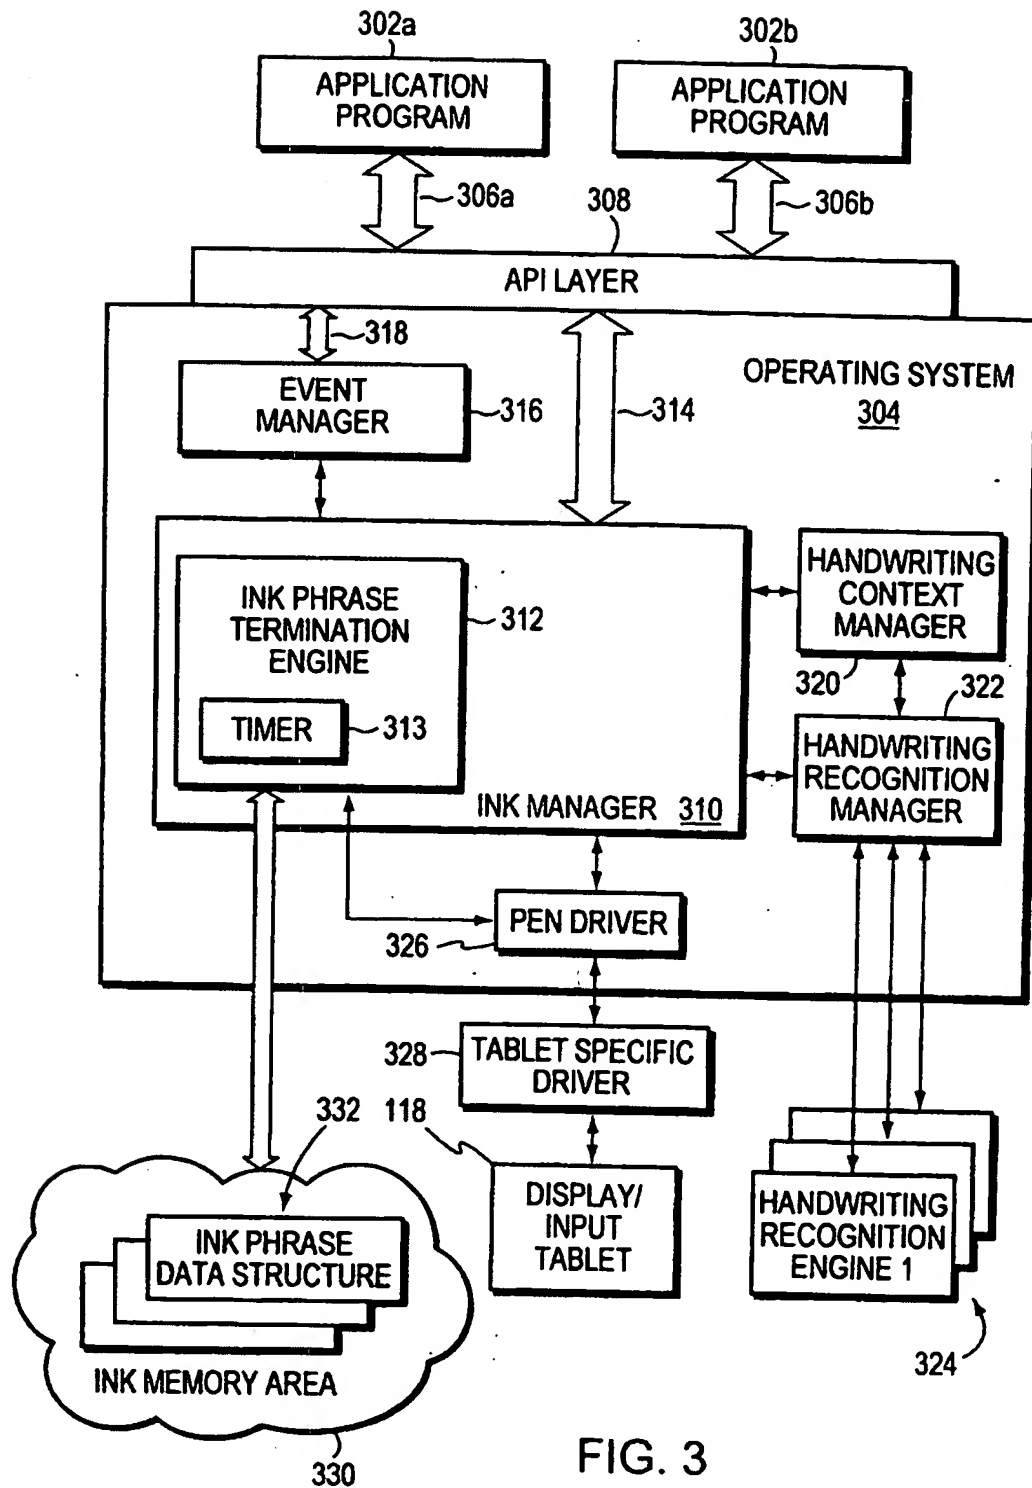 302a
302b
APPLICATION
PROGRAM
APPLICATION
PROGRAM
306a
308
306b
API LAYER
318
EVENT
MANAGER
316
314
OPERATING SYSTEM
304
INK PHRASE
TERMINATION
ENGINE
312
TIMER
313
HANDWRITING
CONTEXT
MANAGER
320
322
HANDWRITING
RECOGNITION
MANAGER
INK MANAGER 310
PEN DRIVER
326
328
TABLET SPECIFIC
DRIVER
332
118
INK PHRASE
DATA STRUCTURE
INK MEMORY AREA
330
DISPLAY/
INPUT
TABLET
HANDWRITING
RECOGNITION
ENGINE 1
324
FIG. 3